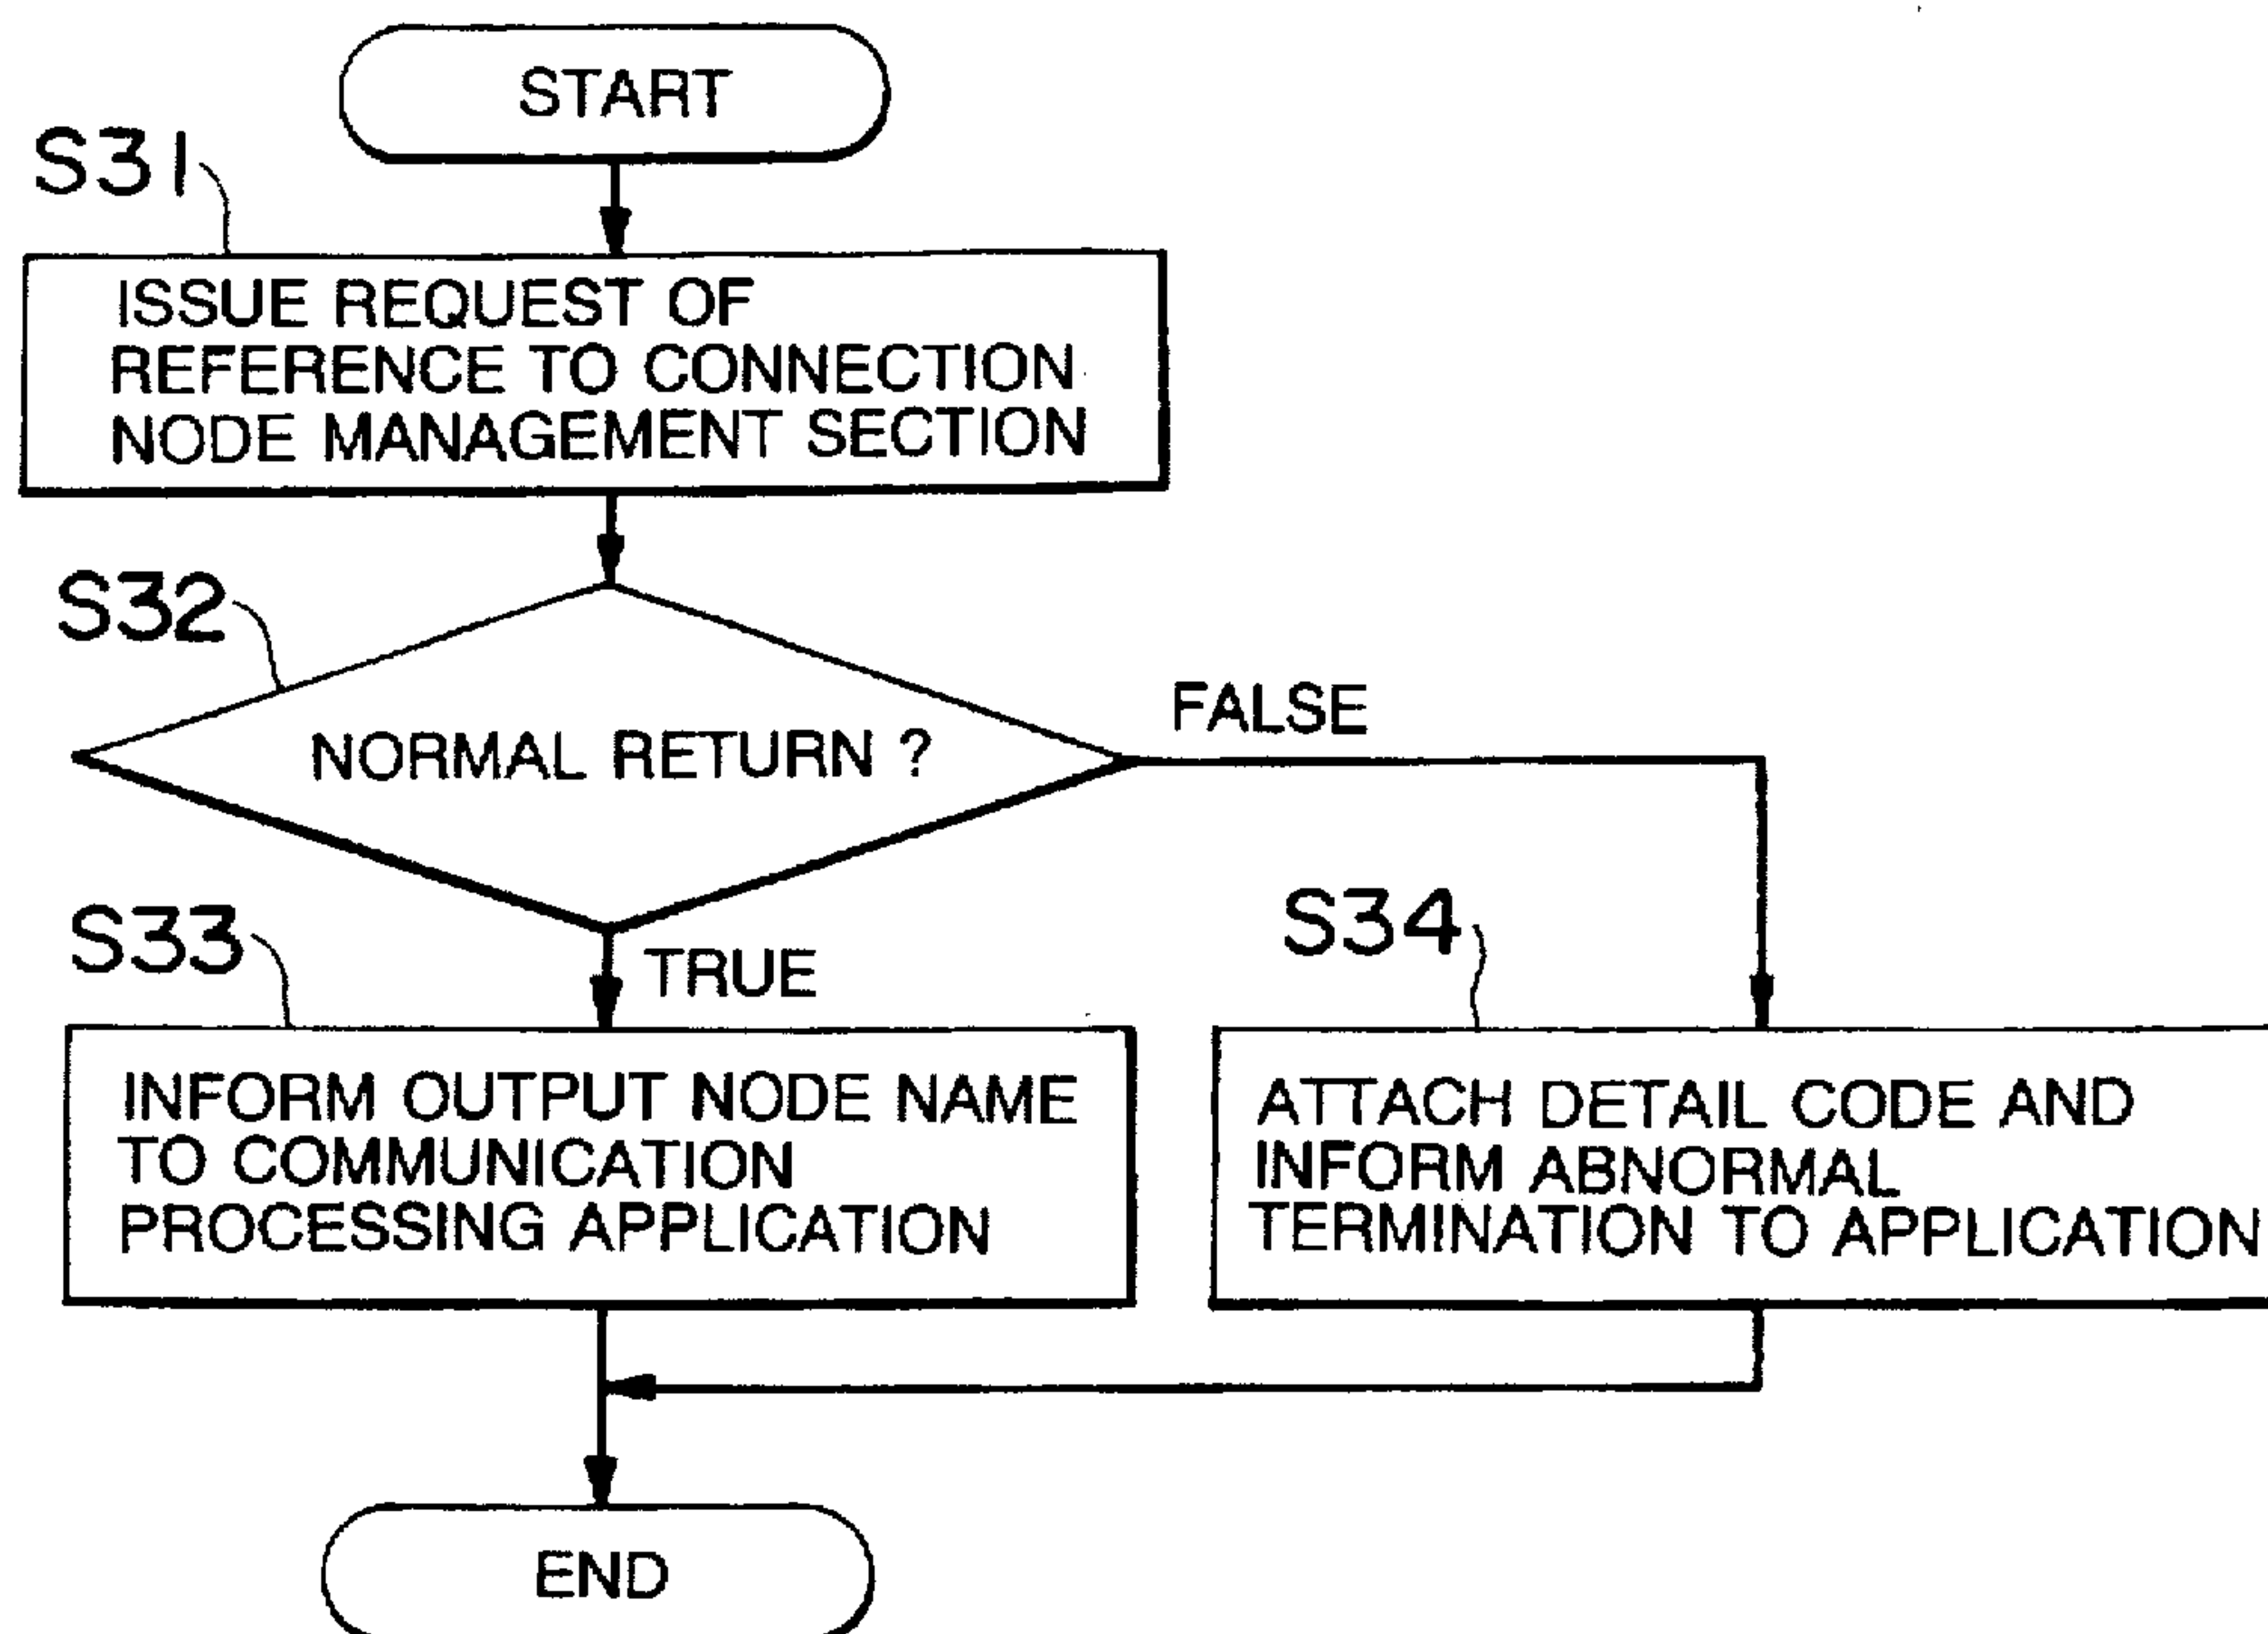 START
S31
ISSUE REQUEST OF
REFERENCE TO CONNECTION
NODE MANAGEMENT SECTION
S32
NORMAL RETURN ?
FALSE
TRUE
S33
INFORM OUTPUT NODE NAME
TO COMMUNICATION
PROCESSING APPLICATION
S34
ATTACH DETAIL CODE AND
INFORM ABNORMAL
TERMINATION TO APPLICATION
END